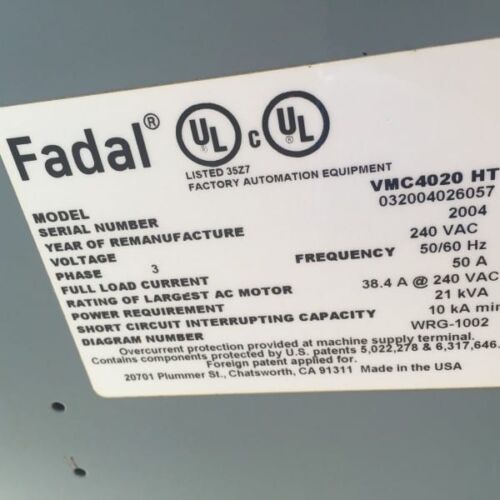 Fadal® UL c UL
LISTED 35Z7
FACTORY AUTOMATION EQUIPMENT
MODEL VMC4020 HT
SERIAL NUMBER 032004026057
YEAR OF REMANUFACTURE 2004
VOLTAGE 240 VAC
PHASE 3 FREQUENCY 50/60 Hz
FULL LOAD CURRENT 50 A
RATING OF LARGEST AC MOTOR 38.4 A @ 240 VAC
POWER REQUIREMENT 21 kVA
SHORT CIRCUIT INTERRUPTING CAPACITY 10 kA min
DIAGRAM NUMBER WRG-1002
Overcurrent protection provided at machine supply terminal.
Contains components protected by U.S. patents 5,022,278 & 6,317,646.
Foreign patent applied for.
20701 Plummer St., Chatsworth, CA 91311 Made in the USA